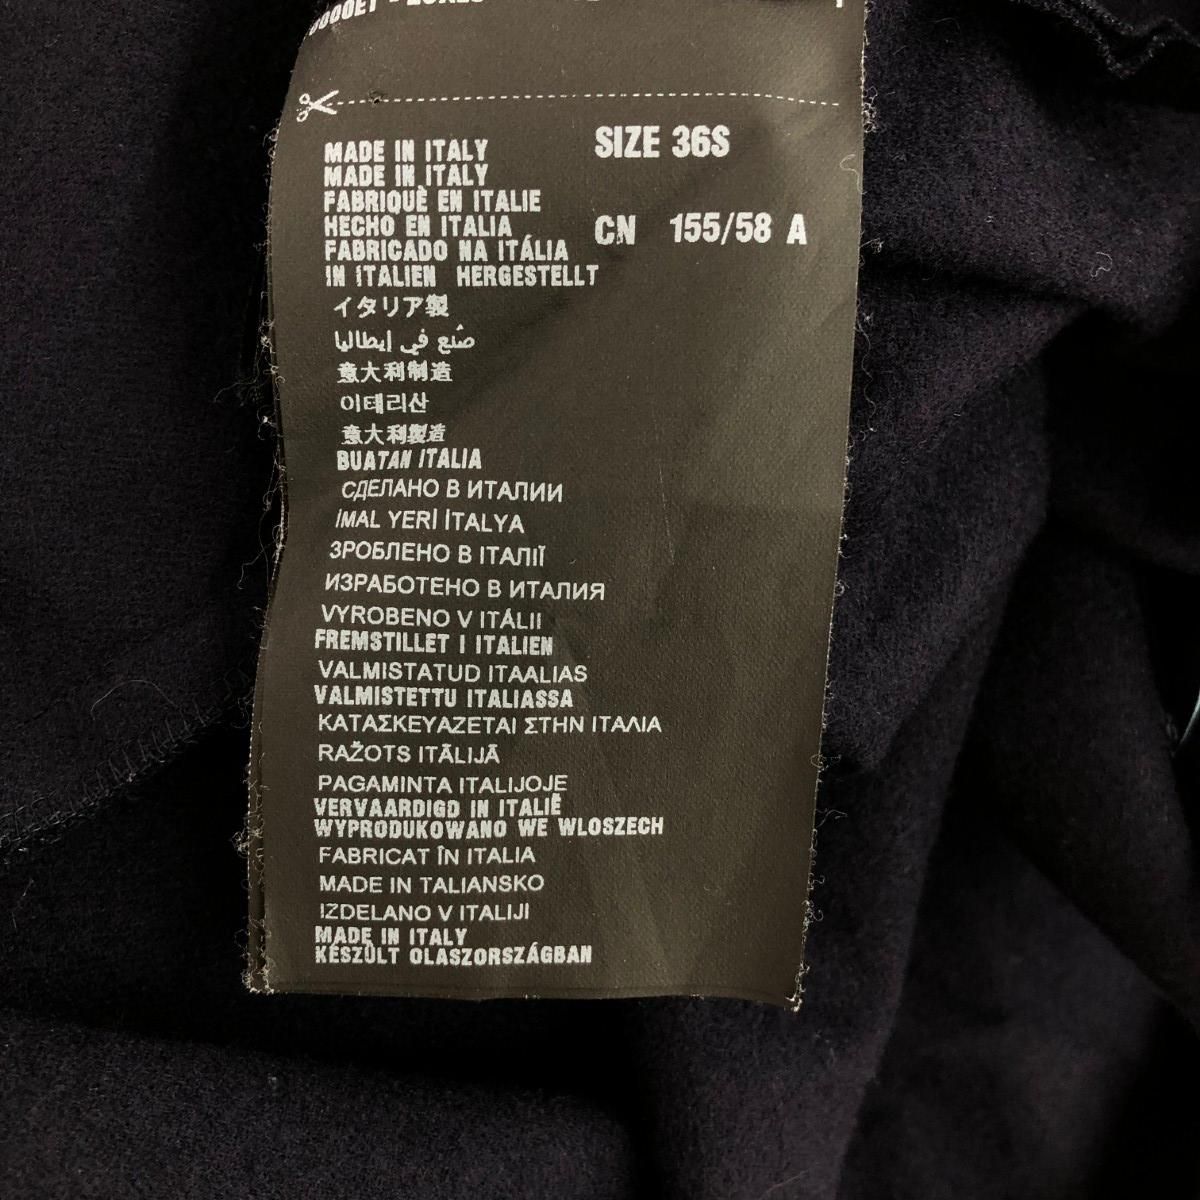 MADE IN ITALY
MADE IN ITALY
FABRIQUÈ EN ITALIE
HECHO EN ITALIA
FABRICADO NA ITÁLIA
IN ITALIEN HERGESTELLT
イタリア製
صُنع في إيطاليا
意大利制造
이테리산
意大利製造
BUATAN ITALIA
СДЕЛАНО В ИТАЛИИ
İMAL YERİ İTALYA
ЗРОБЛЕНО В ІТАЛІЇ
ИЗРАБОТЕНО В ИТАЛИЯ
VYROBENO V ITÁLII
FREMSTILLET I ITALIEN
VALMISTATUD ITAALIAS
VALMISTETTU ITALIASSA
ΚΑΤΑΣΚΕΥΑΖΕΤΑΙ ΣΤΗΝ ΙΤΑΛΙΑ
RAŽOTS ITĀLIJĀ
PAGAMINTA ITALIJOJE
VERVAARDIGD IN ITALIË
WYPRODUKOWANO WE WLOSZECH
FABRICAT ÎN ITALIA
MADE IN TALIANSKO
IZDELANO V ITALIJI
MADE IN ITALY
KÉSZÜLT OLASZORSZÁGBAN
SIZE 36S
CN 155/58 A